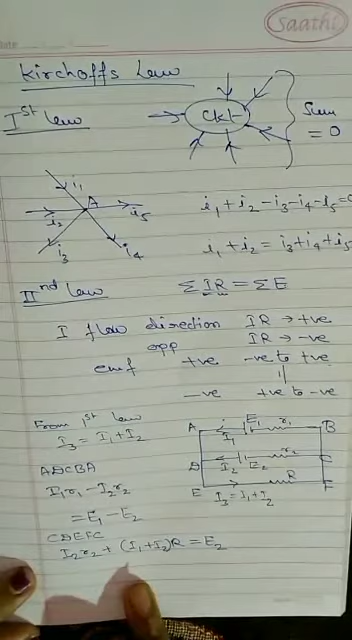 Saathi
Date
Kirchoffs Law
Ist law
Ckt
Sum = 0
i1
A
i2
i5
i3
i4
i1 + i2 - i3 - i4 - i5 = 0
i1 + i2 = i3 + i4 + i5
IInd law
ΣIR = ΣE
I flow direction IR → +ve
opp IR → -ve
emf +ve -ve to +ve
-ve +ve to -ve
From 1st law
I3 = I1 + I2
A E1 r1 B
I1
ADCBA
D I2 E2 r2 C
I1r1 - I2r2
= E1 - E2
E R F
I3 = I1 + I2
CDEFC
I2r2 + (I1 + I2)R = E2